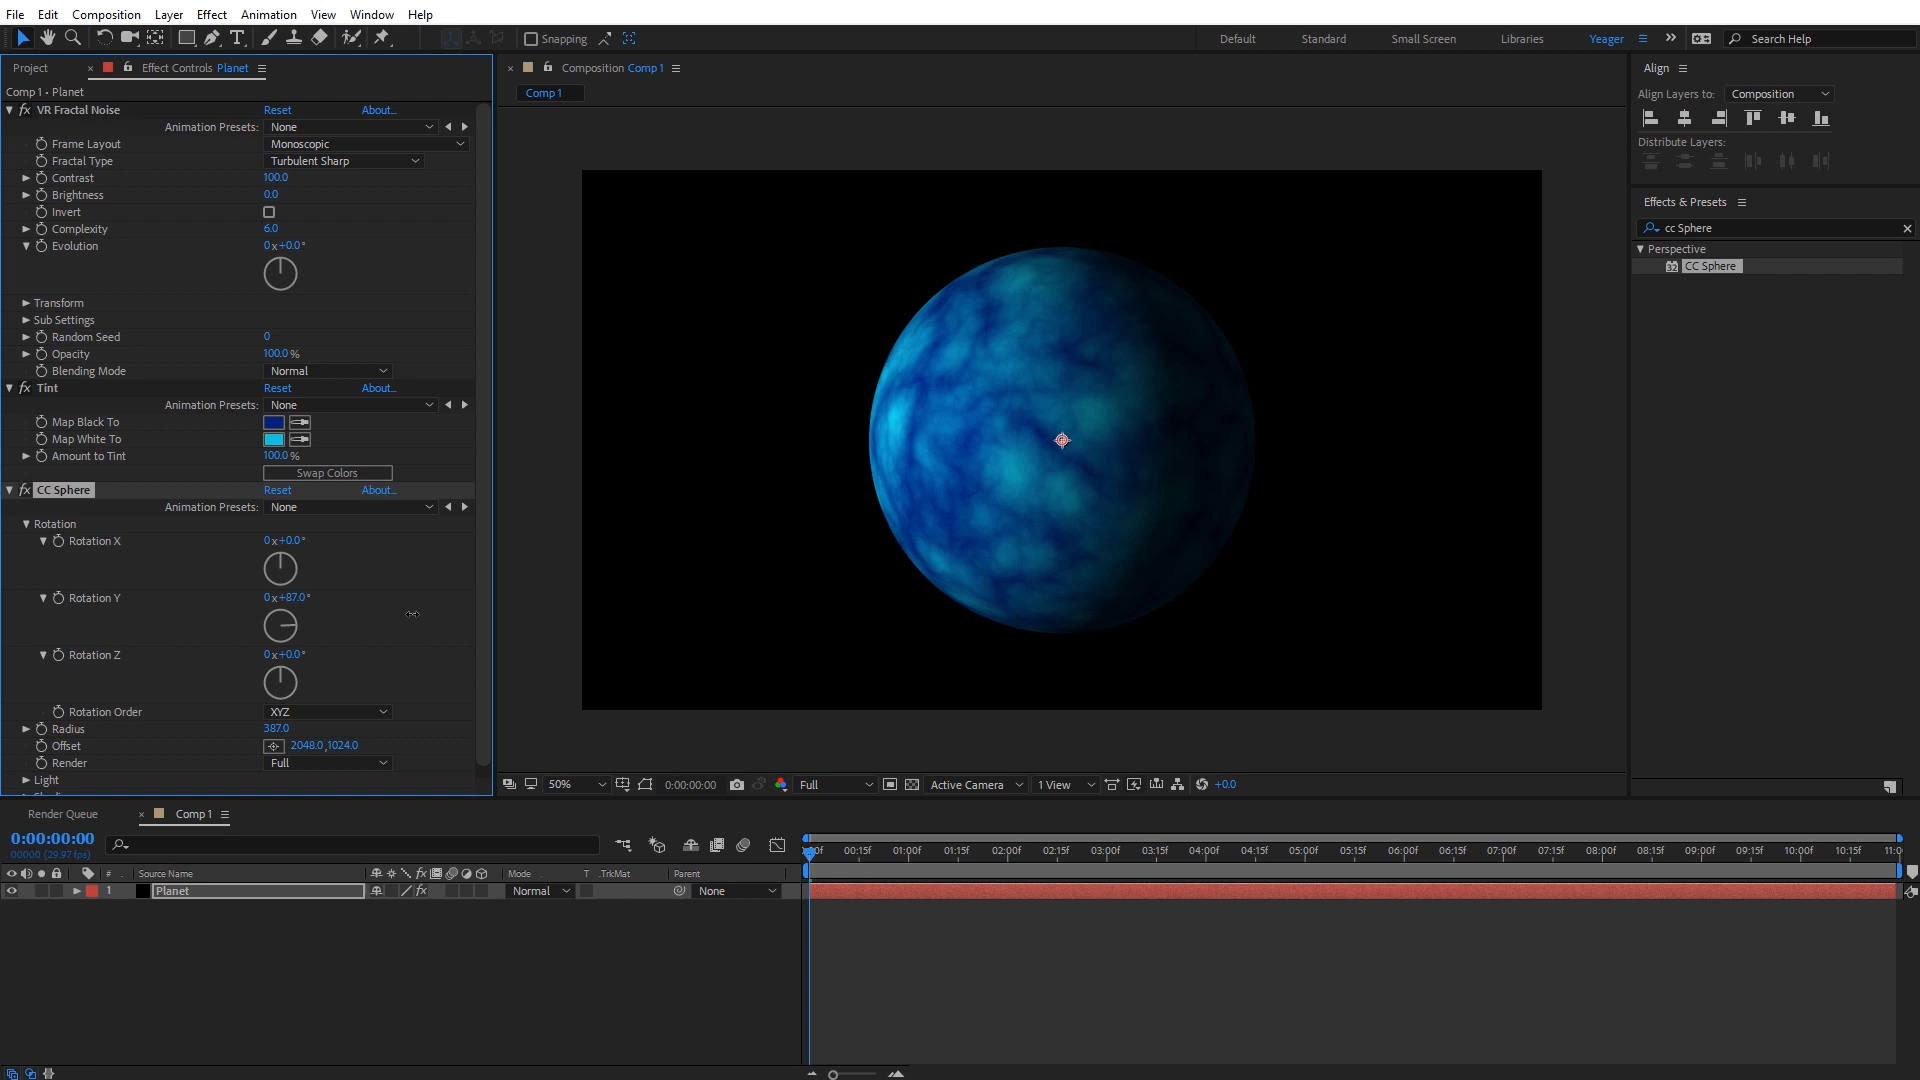 File Edit Composition Layer Effect Animation View Window Help
Snapping Default Standard Small Screen Libraries Yeager Search Help
Project Effect Controls Planet
Comp 1 • Planet
VR Fractal Noise Reset About...
Animation Presets: None
Frame Layout Monoscopic
Fractal Type Turbulent Sharp
Contrast 100.0
Brightness 0.0
Invert
Complexity 6.0
Evolution 0x+0.0°
Transform
Sub Settings
Random Seed 0
Opacity 100.0 %
Blending Mode Normal
Tint Reset About...
Animation Presets: None
Map Black To
Map White To
Amount to Tint 100.0 %
Swap Colors
CC Sphere Reset About...
Animation Presets: None
Rotation
Rotation X 0x+0.0°
Rotation Y 0x+87.0°
Rotation Z 0x+0.0°
Rotation Order XYZ
Radius 387.0
Offset 2048.0,1024.0
Render Full
Light
Composition Comp 1
Comp 1
50% 0:00:00:00 Full Active Camera 1 View +0.0
Align
Align Layers to: Composition
Distribute Layers:
Effects & Presets
cc Sphere
Perspective
32 CC Sphere
Render Queue Comp 1
0:00:00:00
00000 (29.97 fps)
00:15f 01:00f 01:15f 02:00f 02:15f 03:00f 03:15f 04:00f 04:15f 05:00f 05:15f 06:00f 06:15f 07:00f 07:15f 08:00f 08:15f 09:00f 09:15f 10:00f 10:15f 11:0
# Source Name fx Mode T .TrkMat Parent
1 Planet fx Normal None